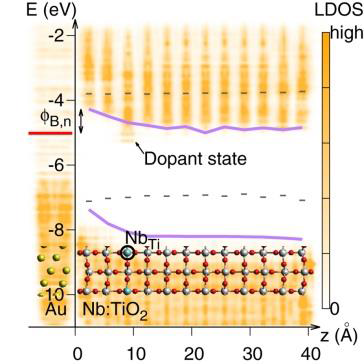 E (eV)
LDOS
high
-2
-4
ϕB,n
Dopant state
-6
-8
NbTi
10
Au
Nb:TiO2
0
0
10
20
30
40
z (Å)